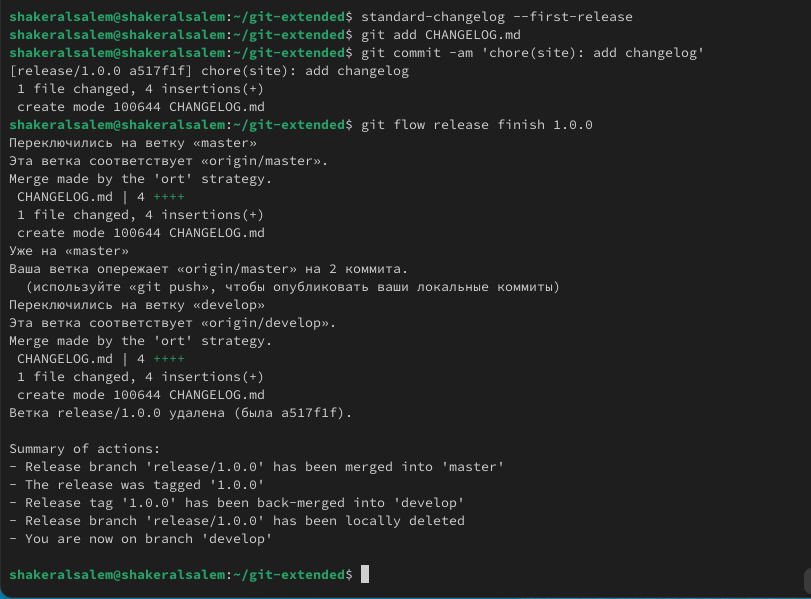 shakeralsalem@shakeralsalem:~/git-extended$ standard-changelog --first-release
shakeralsalem@shakeralsalem:~/git-extended$ git add CHANGELOG.md
shakeralsalem@shakeralsalem:~/git-extended$ git commit -am 'chore(site): add changelog'
[release/1.0.0 a517f1f] chore(site): add changelog
 1 file changed, 4 insertions(+)
 create mode 100644 CHANGELOG.md
shakeralsalem@shakeralsalem:~/git-extended$ git flow release finish 1.0.0
Переключились на ветку «master»
Эта ветка соответствует «origin/master».
Merge made by the 'ort' strategy.
 CHANGELOG.md | 4 ++++
 1 file changed, 4 insertions(+)
 create mode 100644 CHANGELOG.md
Уже на «master»
Ваша ветка опережает «origin/master» на 2 коммита.
  (используйте «git push», чтобы опубликовать ваши локальные коммиты)
Переключились на ветку «develop»
Эта ветка соответствует «origin/develop».
Merge made by the 'ort' strategy.
 CHANGELOG.md | 4 ++++
 1 file changed, 4 insertions(+)
 create mode 100644 CHANGELOG.md
Ветка release/1.0.0 удалена (была a517f1f).

Summary of actions:
- Release branch 'release/1.0.0' has been merged into 'master'
- The release was tagged '1.0.0'
- Release tag '1.0.0' has been back-merged into 'develop'
- Release branch 'release/1.0.0' has been locally deleted
- You are now on branch 'develop'

shakeralsalem@shakeralsalem:~/git-extended$